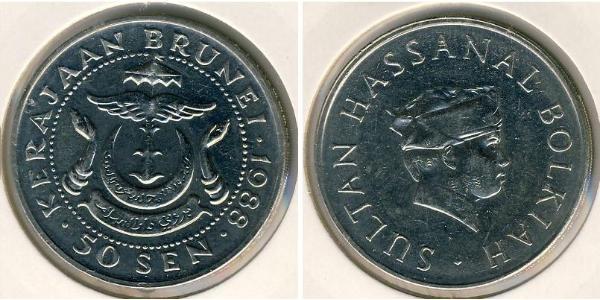 KERAJAAN BRUNEI · 1988
· 50 SEN ·
SULTAN HASSANAL BOLKIAH ·